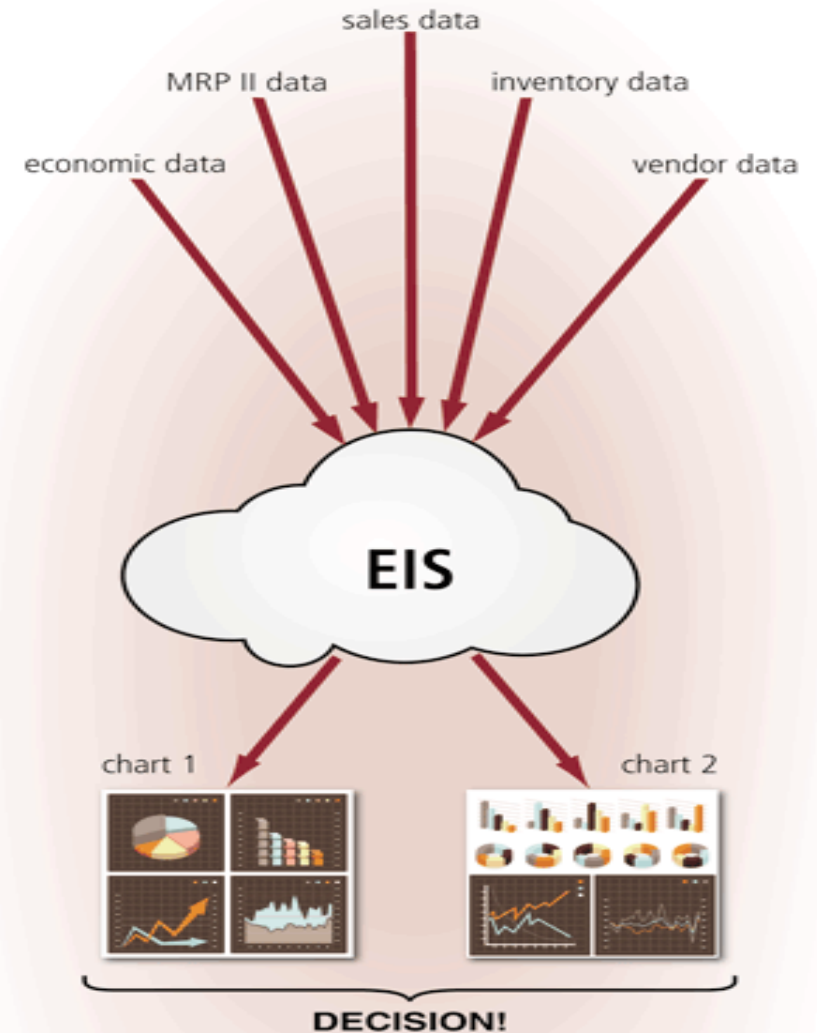 sales data
MRP II data
inventory data
economic data
vendor data
EIS
chart 1
chart 2
DECISION!